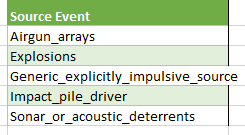 Source Event
Airgun_arrays
Explosions
Generic_explicitly_impulsive_source
Impact_pile_driver
Sonar_or_acoustic_deterrents